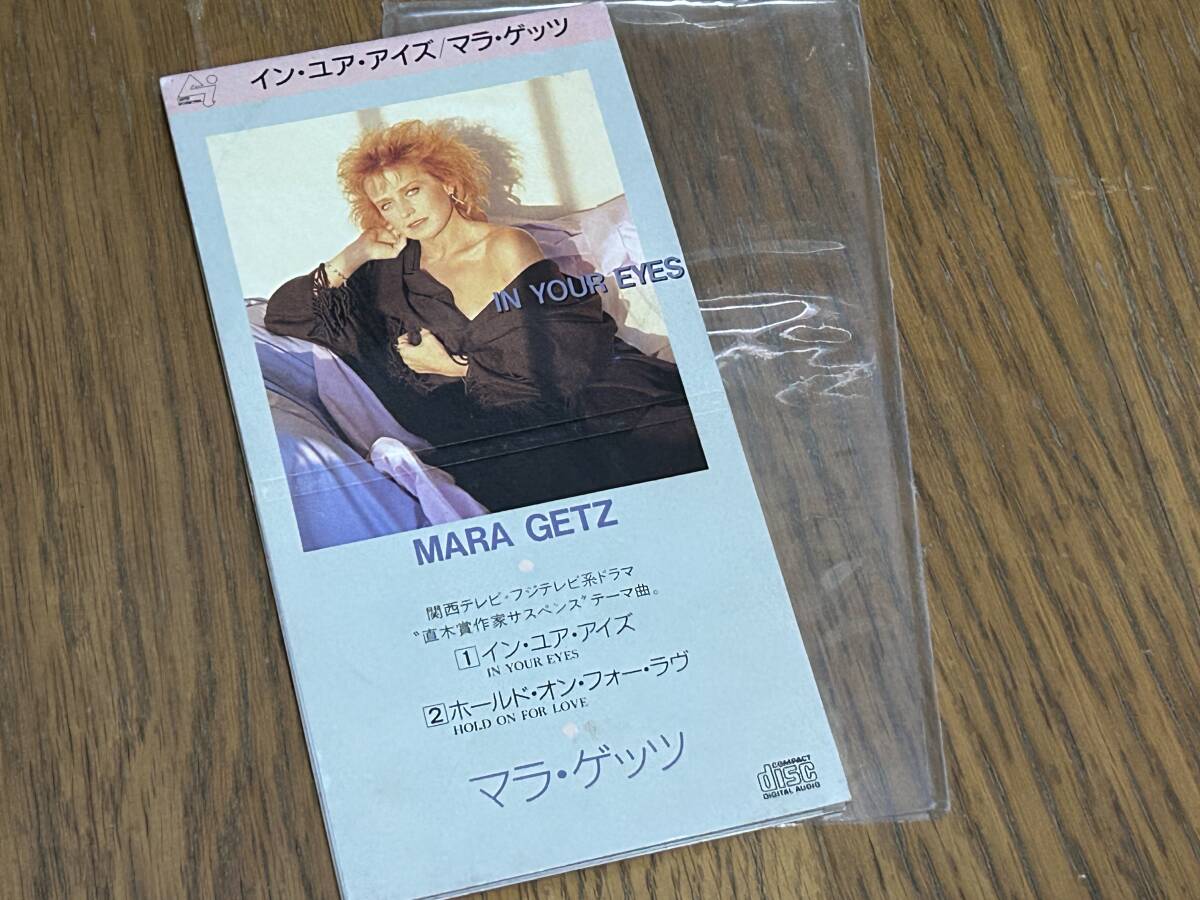 イン・ユア・アイズ/マラ・ゲッツ
IN YOUR EYES
MARA GETZ
関西テレビ・フジテレビ系ドラマ
"直木賞作家サスペンス"テーマ曲。
1 イン・ユア・アイズ
IN YOUR EYES
2 ホールド・オン・フォー・ラヴ
HOLD ON FOR LOVE
マラ・ゲッツ
COMPACT
disc
DIGITAL AUDIO